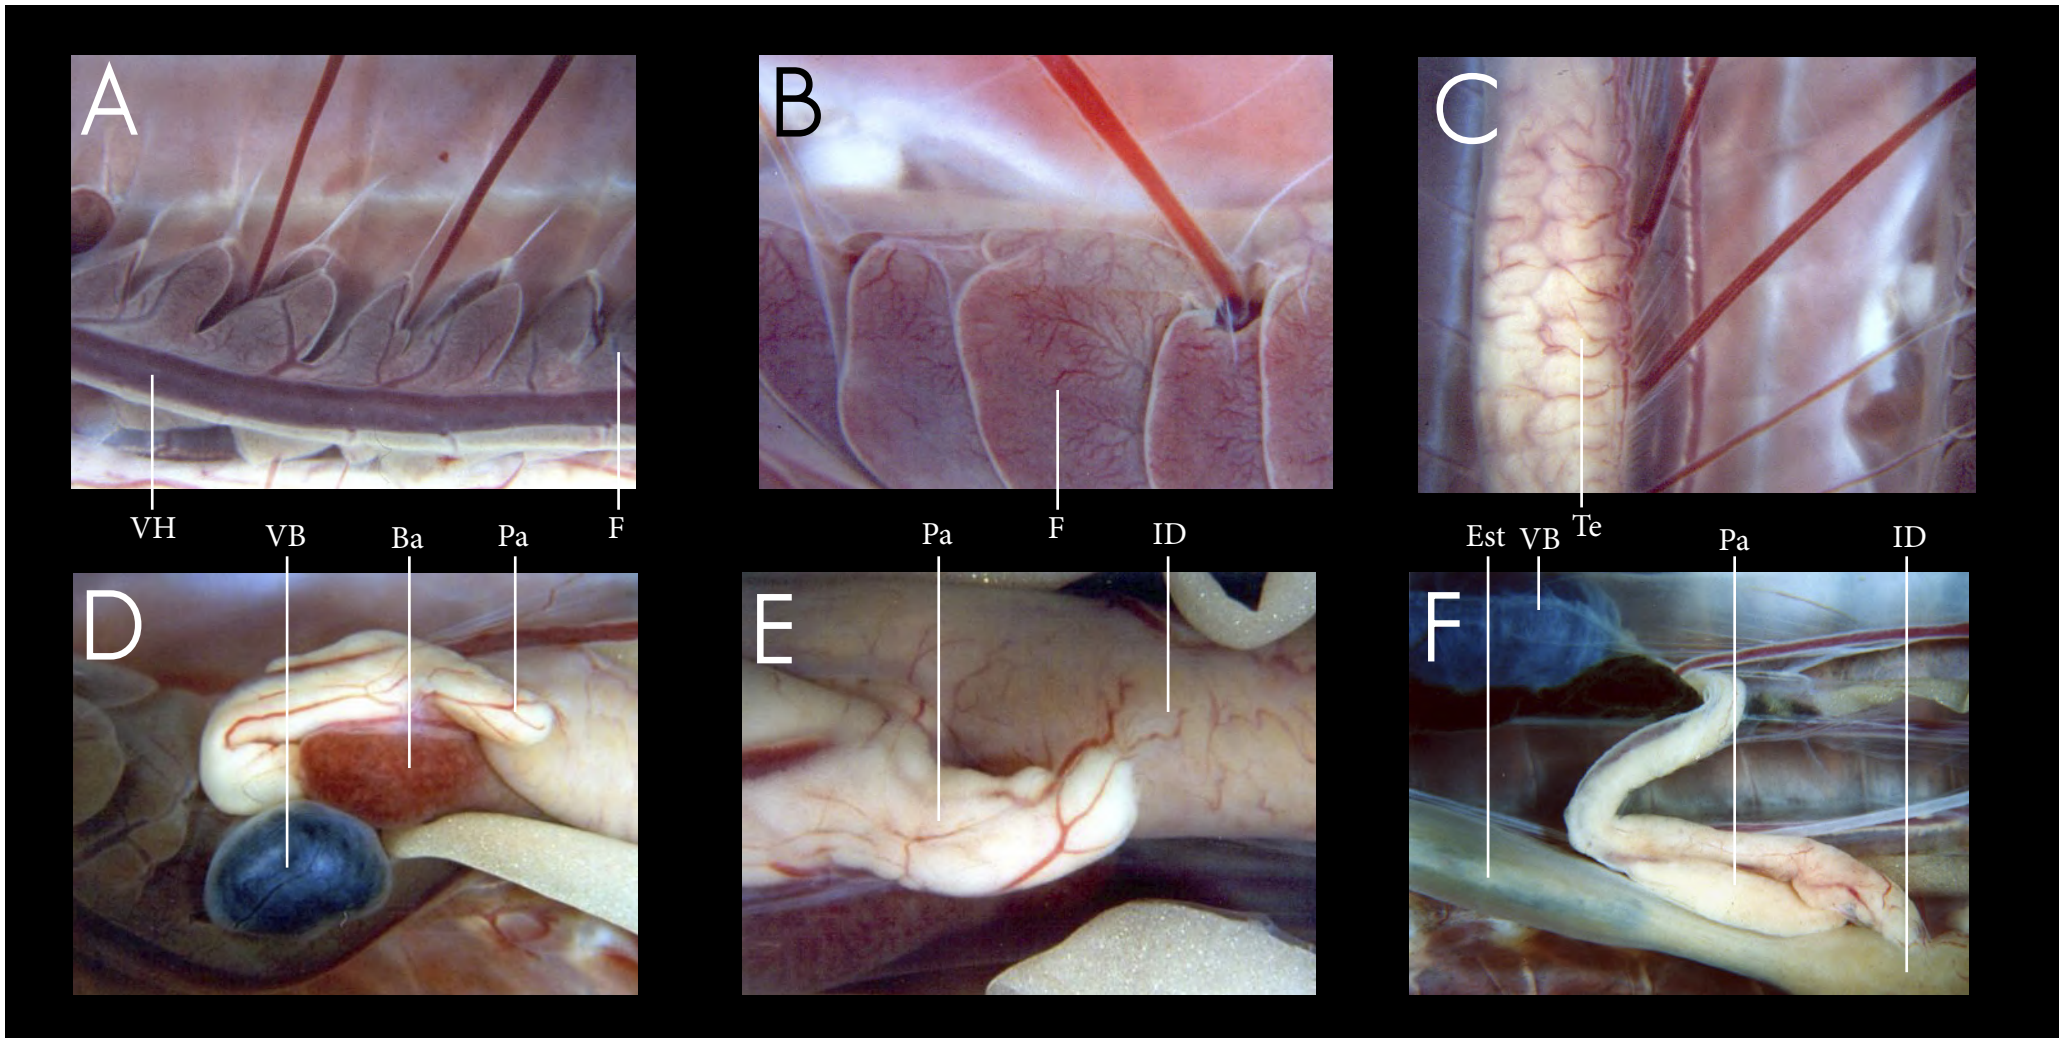 A B C
VH F F Te
VB Ba Pa Pa ID Est VB Pa ID
D E F